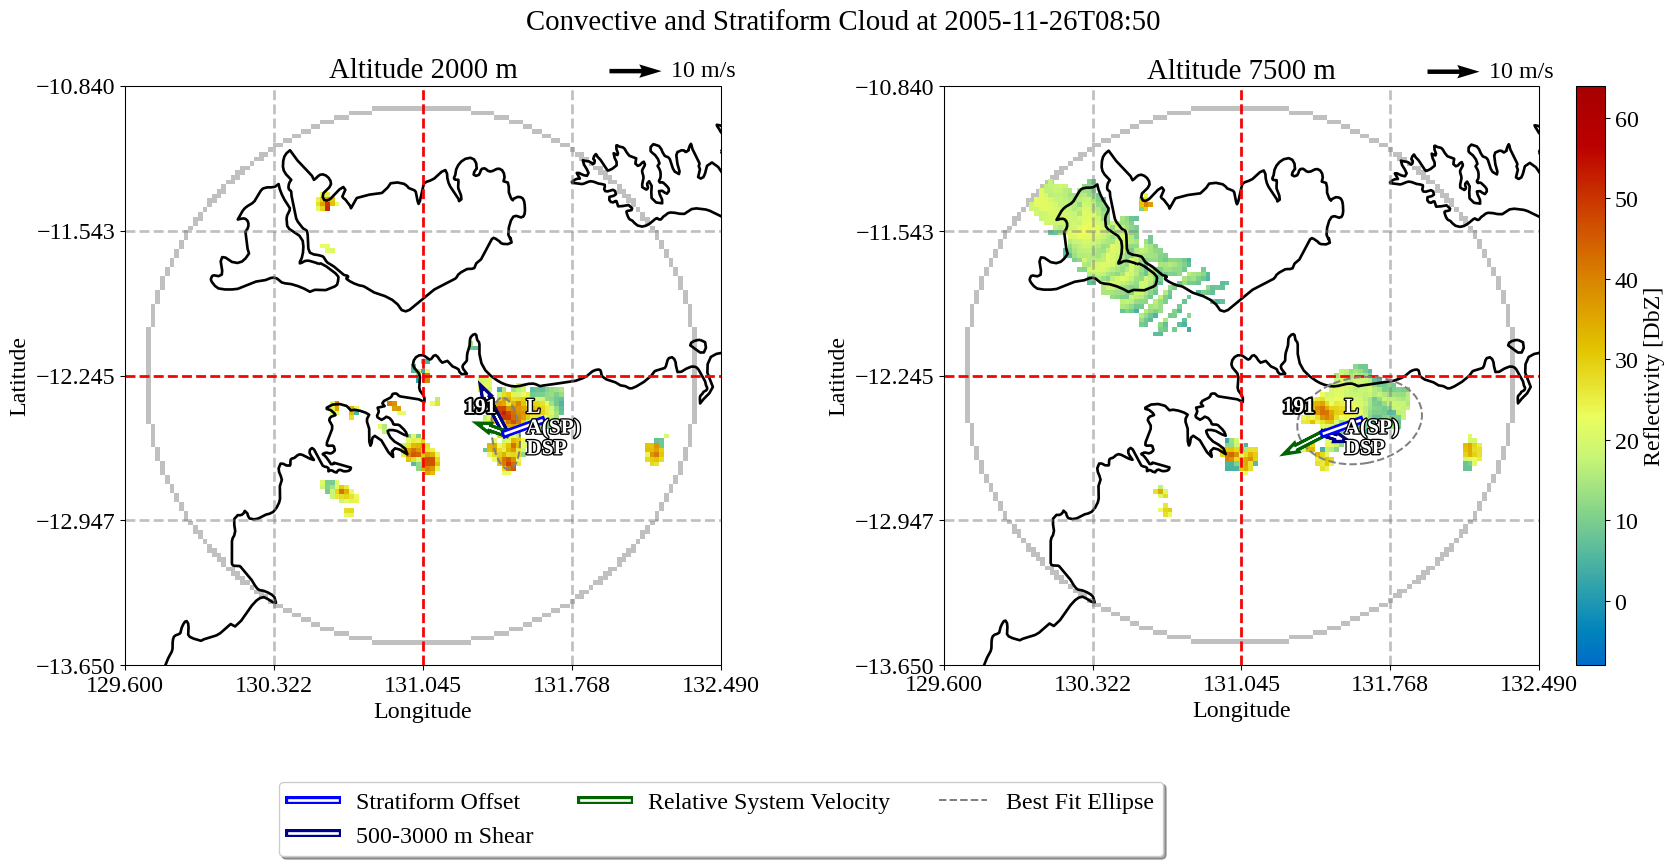 Convective and Stratiform Cloud at 2005-11-26T08:50
Altitude 2000 m
10 m/s
Latitude
−10.840
−11.543
−12.245
−12.947
−13.650
129.600
130.322
131.045
131.768
132.490
Longitude
191
L
A(SP)
DSP
Altitude 7500 m
10 m/s
Latitude
−10.840
−11.543
−12.245
−12.947
−13.650
129.600
130.322
131.045
131.768
132.490
Longitude
191
L
A(SP)
DSP
60
50
40
30
20
10
0
Reflectivity [DbZ]
Stratiform Offset
500-3000 m Shear
Relative System Velocity
Best Fit Ellipse